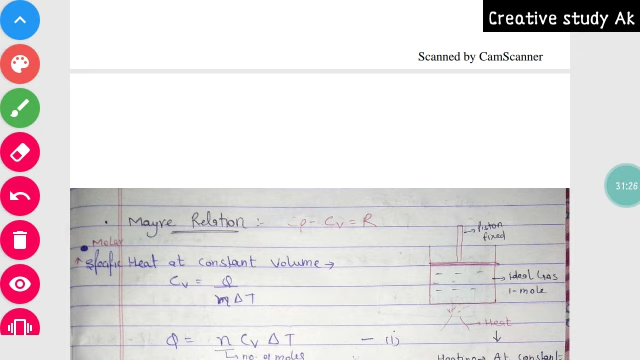 Creative study Ak
Scanned by CamScanner
31:26
• Mayre Relation :- Cp - Cv = R
piston fixed
Molar
specific Heat at constant volume →
Cv = Q / n ΔT
Ideal Gas
1-mole
Heat
Q = n Cv ΔT — (i)
no of moles
Heating → At constant